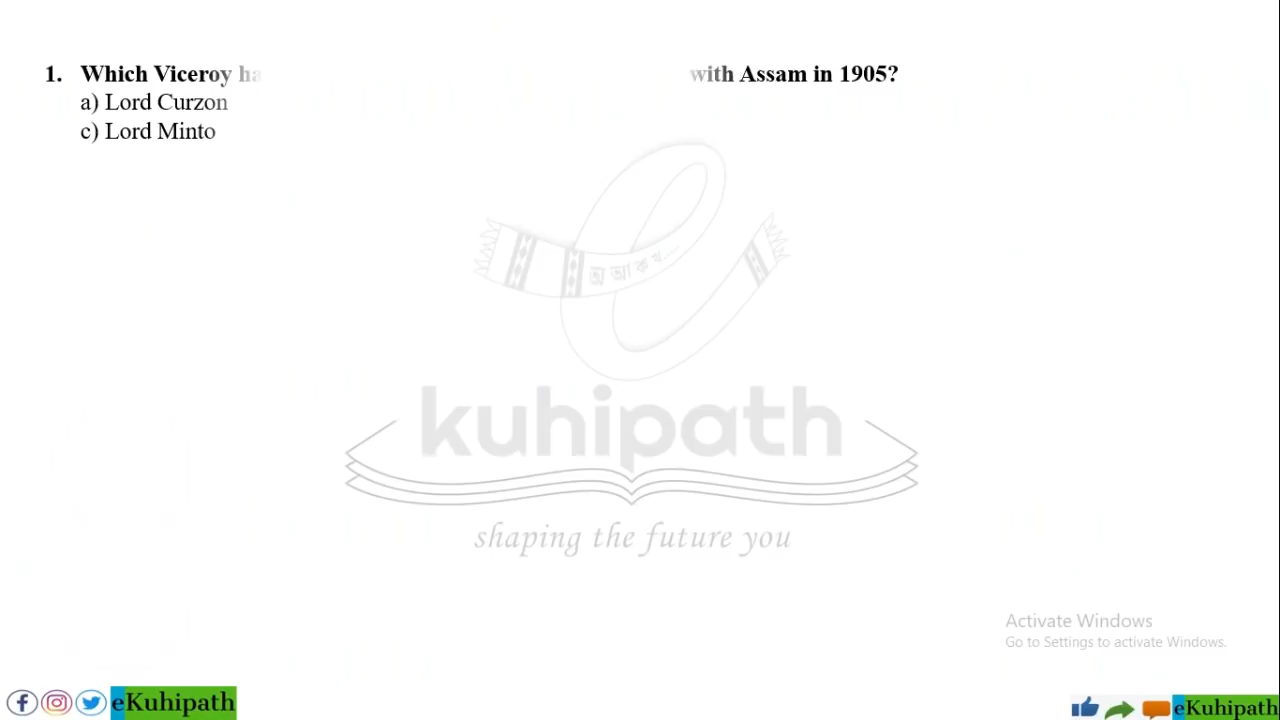 1. Which Viceroy ha with Assam in 1905?
a) Lord Curzon
c) Lord Minto
অ আ ক খ....
kuhipath
shaping the future you
Activate Windows
Go to Settings to activate Windows.
eKuhipath
eKuhipath